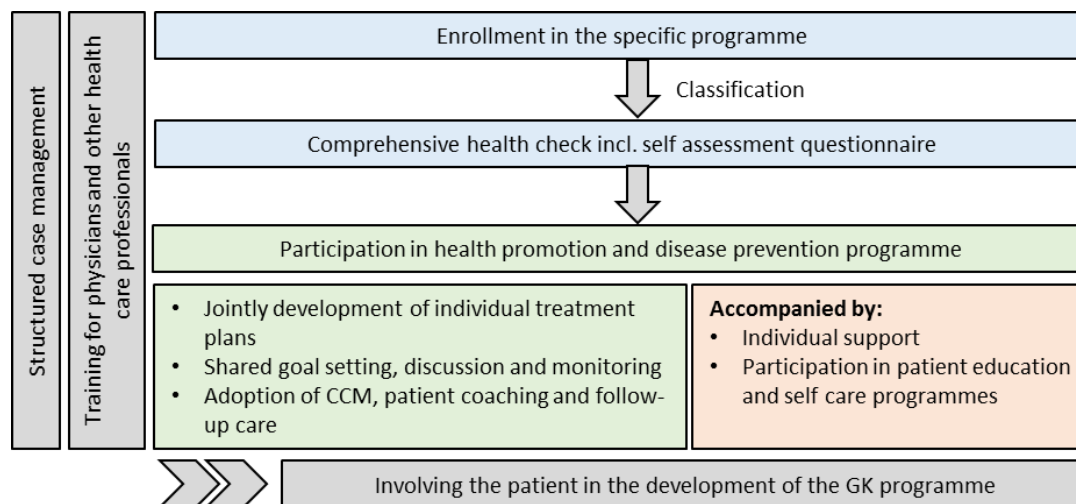 Structured case management
Training for physicians and other health
care professionals
Enrollment in the specific programme
Classification
Comprehensive health check incl. self assessment questionnaire
Participation in health promotion and disease prevention programme
• Jointly development of individual treatment
plans
• Shared goal setting, discussion and monitoring
• Adoption of CCM, patient coaching and follow-
up care
Accompanied by:
• Individual support
• Participation in patient education
and self care programmes
Involving the patient in the development of the GK programme